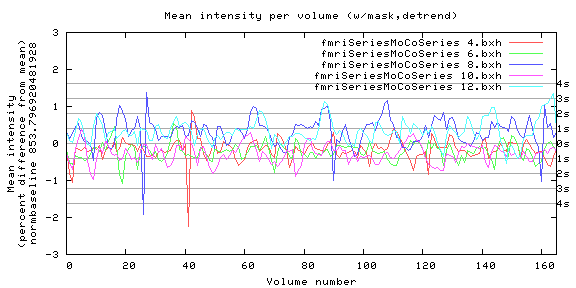 Mean intensity per volume (w/mask,detrend)
fmriSeriesMoCoSeries 4.bxh
fmriSeriesMoCoSeries 6.bxh
fmriSeriesMoCoSeries 8.bxh
fmriSeriesMoCoSeries 10.bxh
fmriSeriesMoCoSeries 12.bxh
3
2
1
0
-1
-2
-3
4s
3s
2s
1s
0s
1s
2s
3s
4s
0 20 40 60 80 100 120 140 160
Volume number
Mean intensity
(percent difference from mean)
normbaseline 853.796920481928